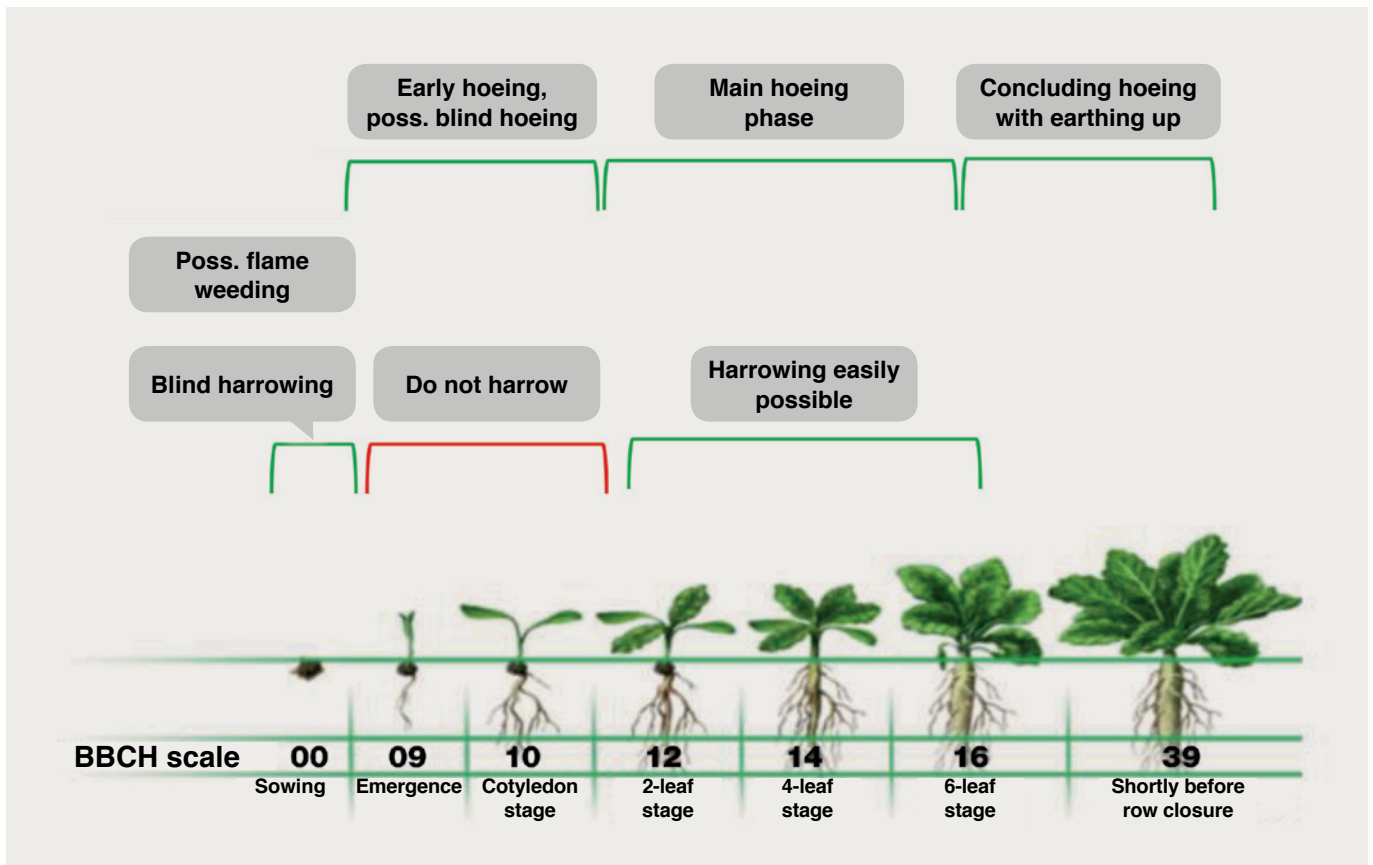 Early hoeing,
poss. blind hoeing
Main hoeing
phase
Concluding hoeing
with earthing up
Poss. flame
weeding
Blind harrowing
Do not harrow
Harrowing easily
possible
BBCH scale 00 09 10 12 14 16 39
Sowing
Emergence
Cotyledon
stage
2-leaf
stage
4-leaf
stage
6-leaf
stage
Shortly before
row closure